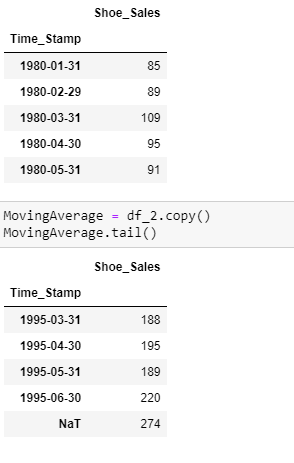 Shoe_Sales
Time_Stamp
1980-01-31 85
1980-02-29 89
1980-03-31 109
1980-04-30 95
1980-05-31 91
MovingAverage = df_2.copy()
MovingAverage.tail()
Shoe_Sales
Time_Stamp
1995-03-31 188
1995-04-30 195
1995-05-31 189
1995-06-30 220
NaT 274